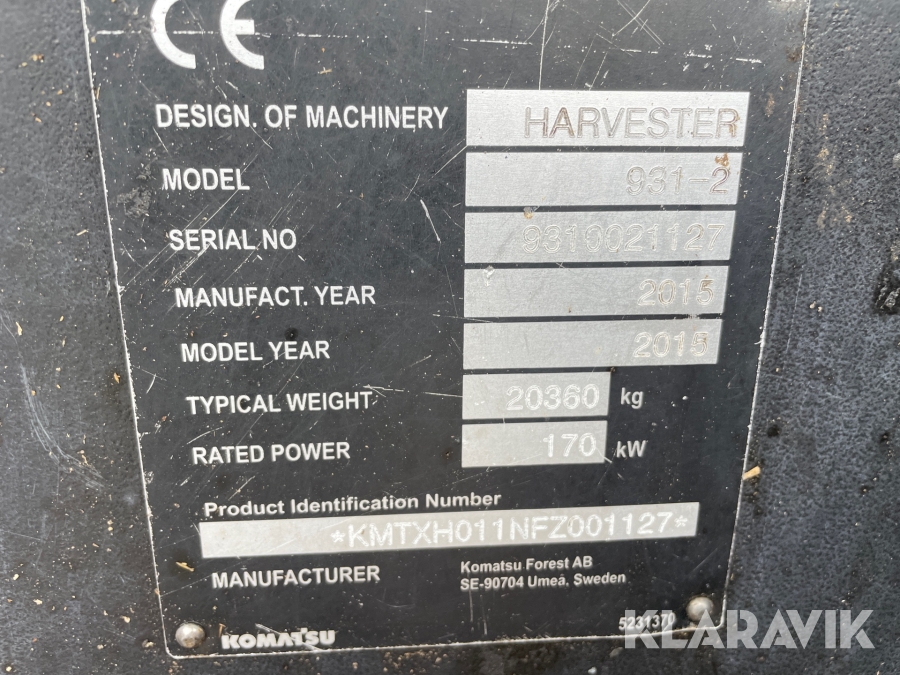 CE
DESIGN. OF MACHINERY HARVESTER
MODEL 931-2
SERIAL NO 9310021127
MANUFACT. YEAR 2015
MODEL YEAR 2015
TYPICAL WEIGHT 20360 kg
RATED POWER 170 kW
Product Identification Number
*KMTXH011NFZ001127*
MANUFACTURER Komatsu Forest AB
SE-90704 Umeå, Sweden
KOMATSU 5231370
KLARAVIK